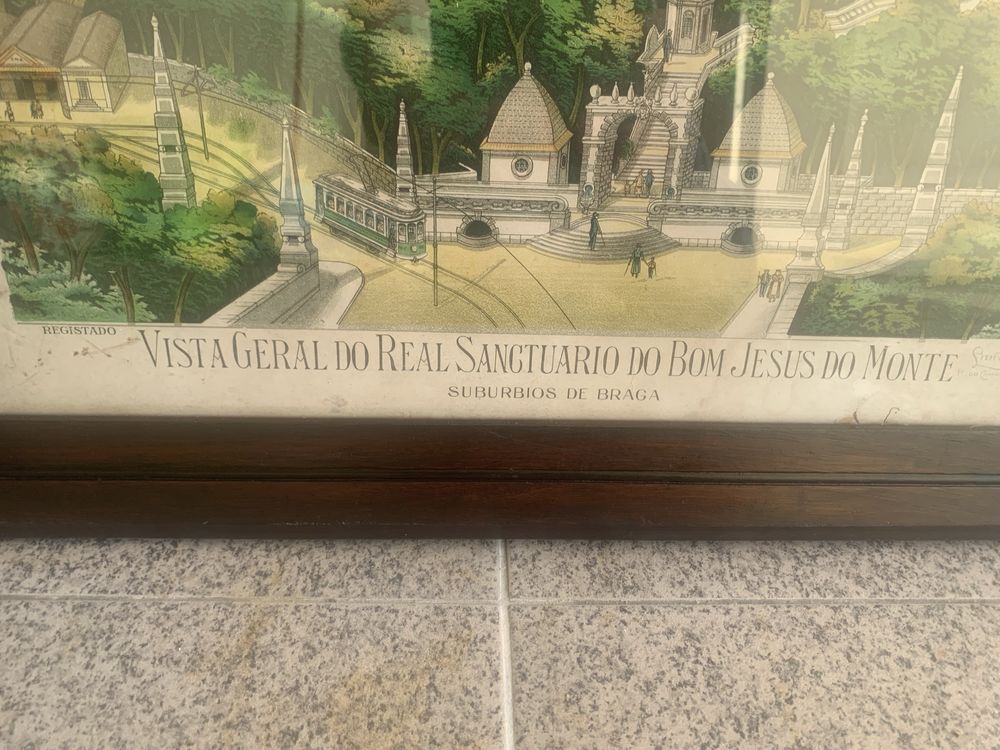 REGISTADO
VISTA GERAL DO REAL SANCTUARIO DO BOM JESUS DO MONTE
SUBURBIOS DE BRAGA